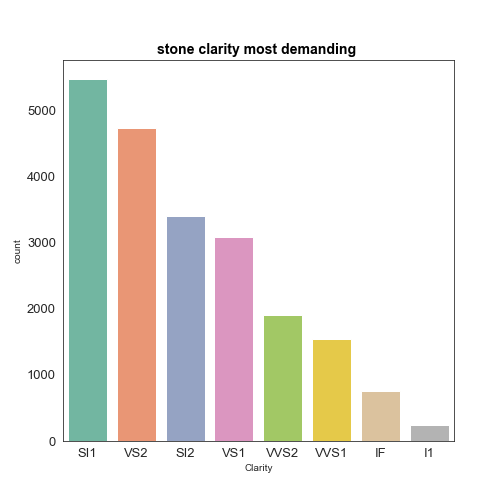 stone clarity most demanding
5000
4000
3000
2000
1000
0
count
SI1 VS2 SI2 VS1 VVS2 VVS1 IF I1
Clarity